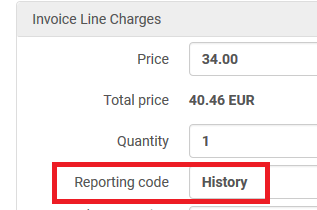 Invoice Line Charges
Price 34.00
Total price 40.46 EUR
Quantity 1
Reporting code History